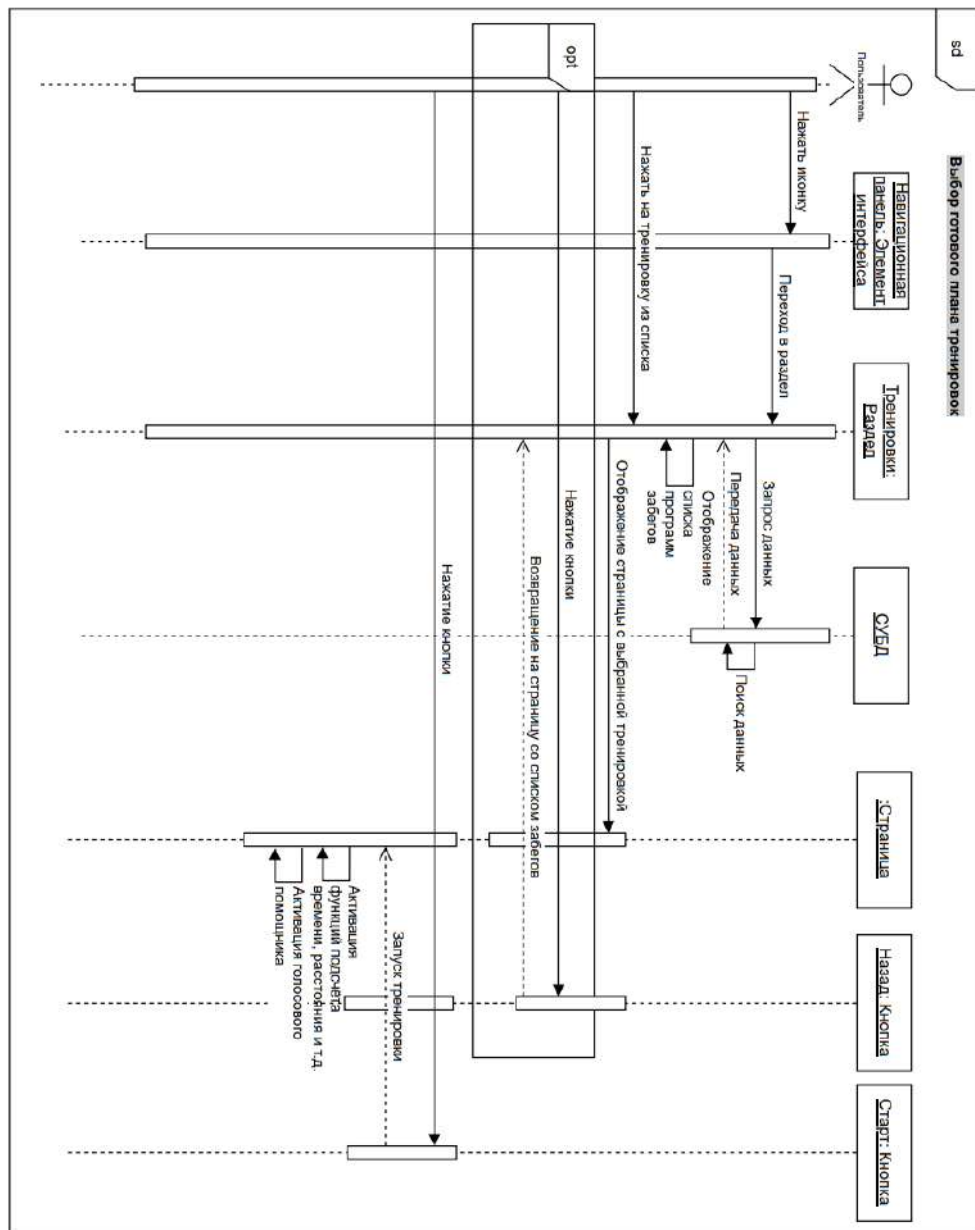 sd
Выбор готового плана тренировок
Пользователь
Навигационная
панель: Элемент
интерфейса
Тренировки:
Раздел
СУБД
:Страница
Назад: Кнопка
Старт: Кнопка
Нажать иконку
Переход в раздел
Запрос данных
Поиск данных
Передача данных
Отображение
списка
программ
забегов
Нажать на тренировку из списка
Отображение страницы с выбранной тренировкой
opt
Нажатие кнопки
Возвращение на страницу со списком забегов
Нажатие кнопки
Запуск тренировки
Активация
функций подсчёта
времени, расстояния и т.д.
Активация голосового
помощника